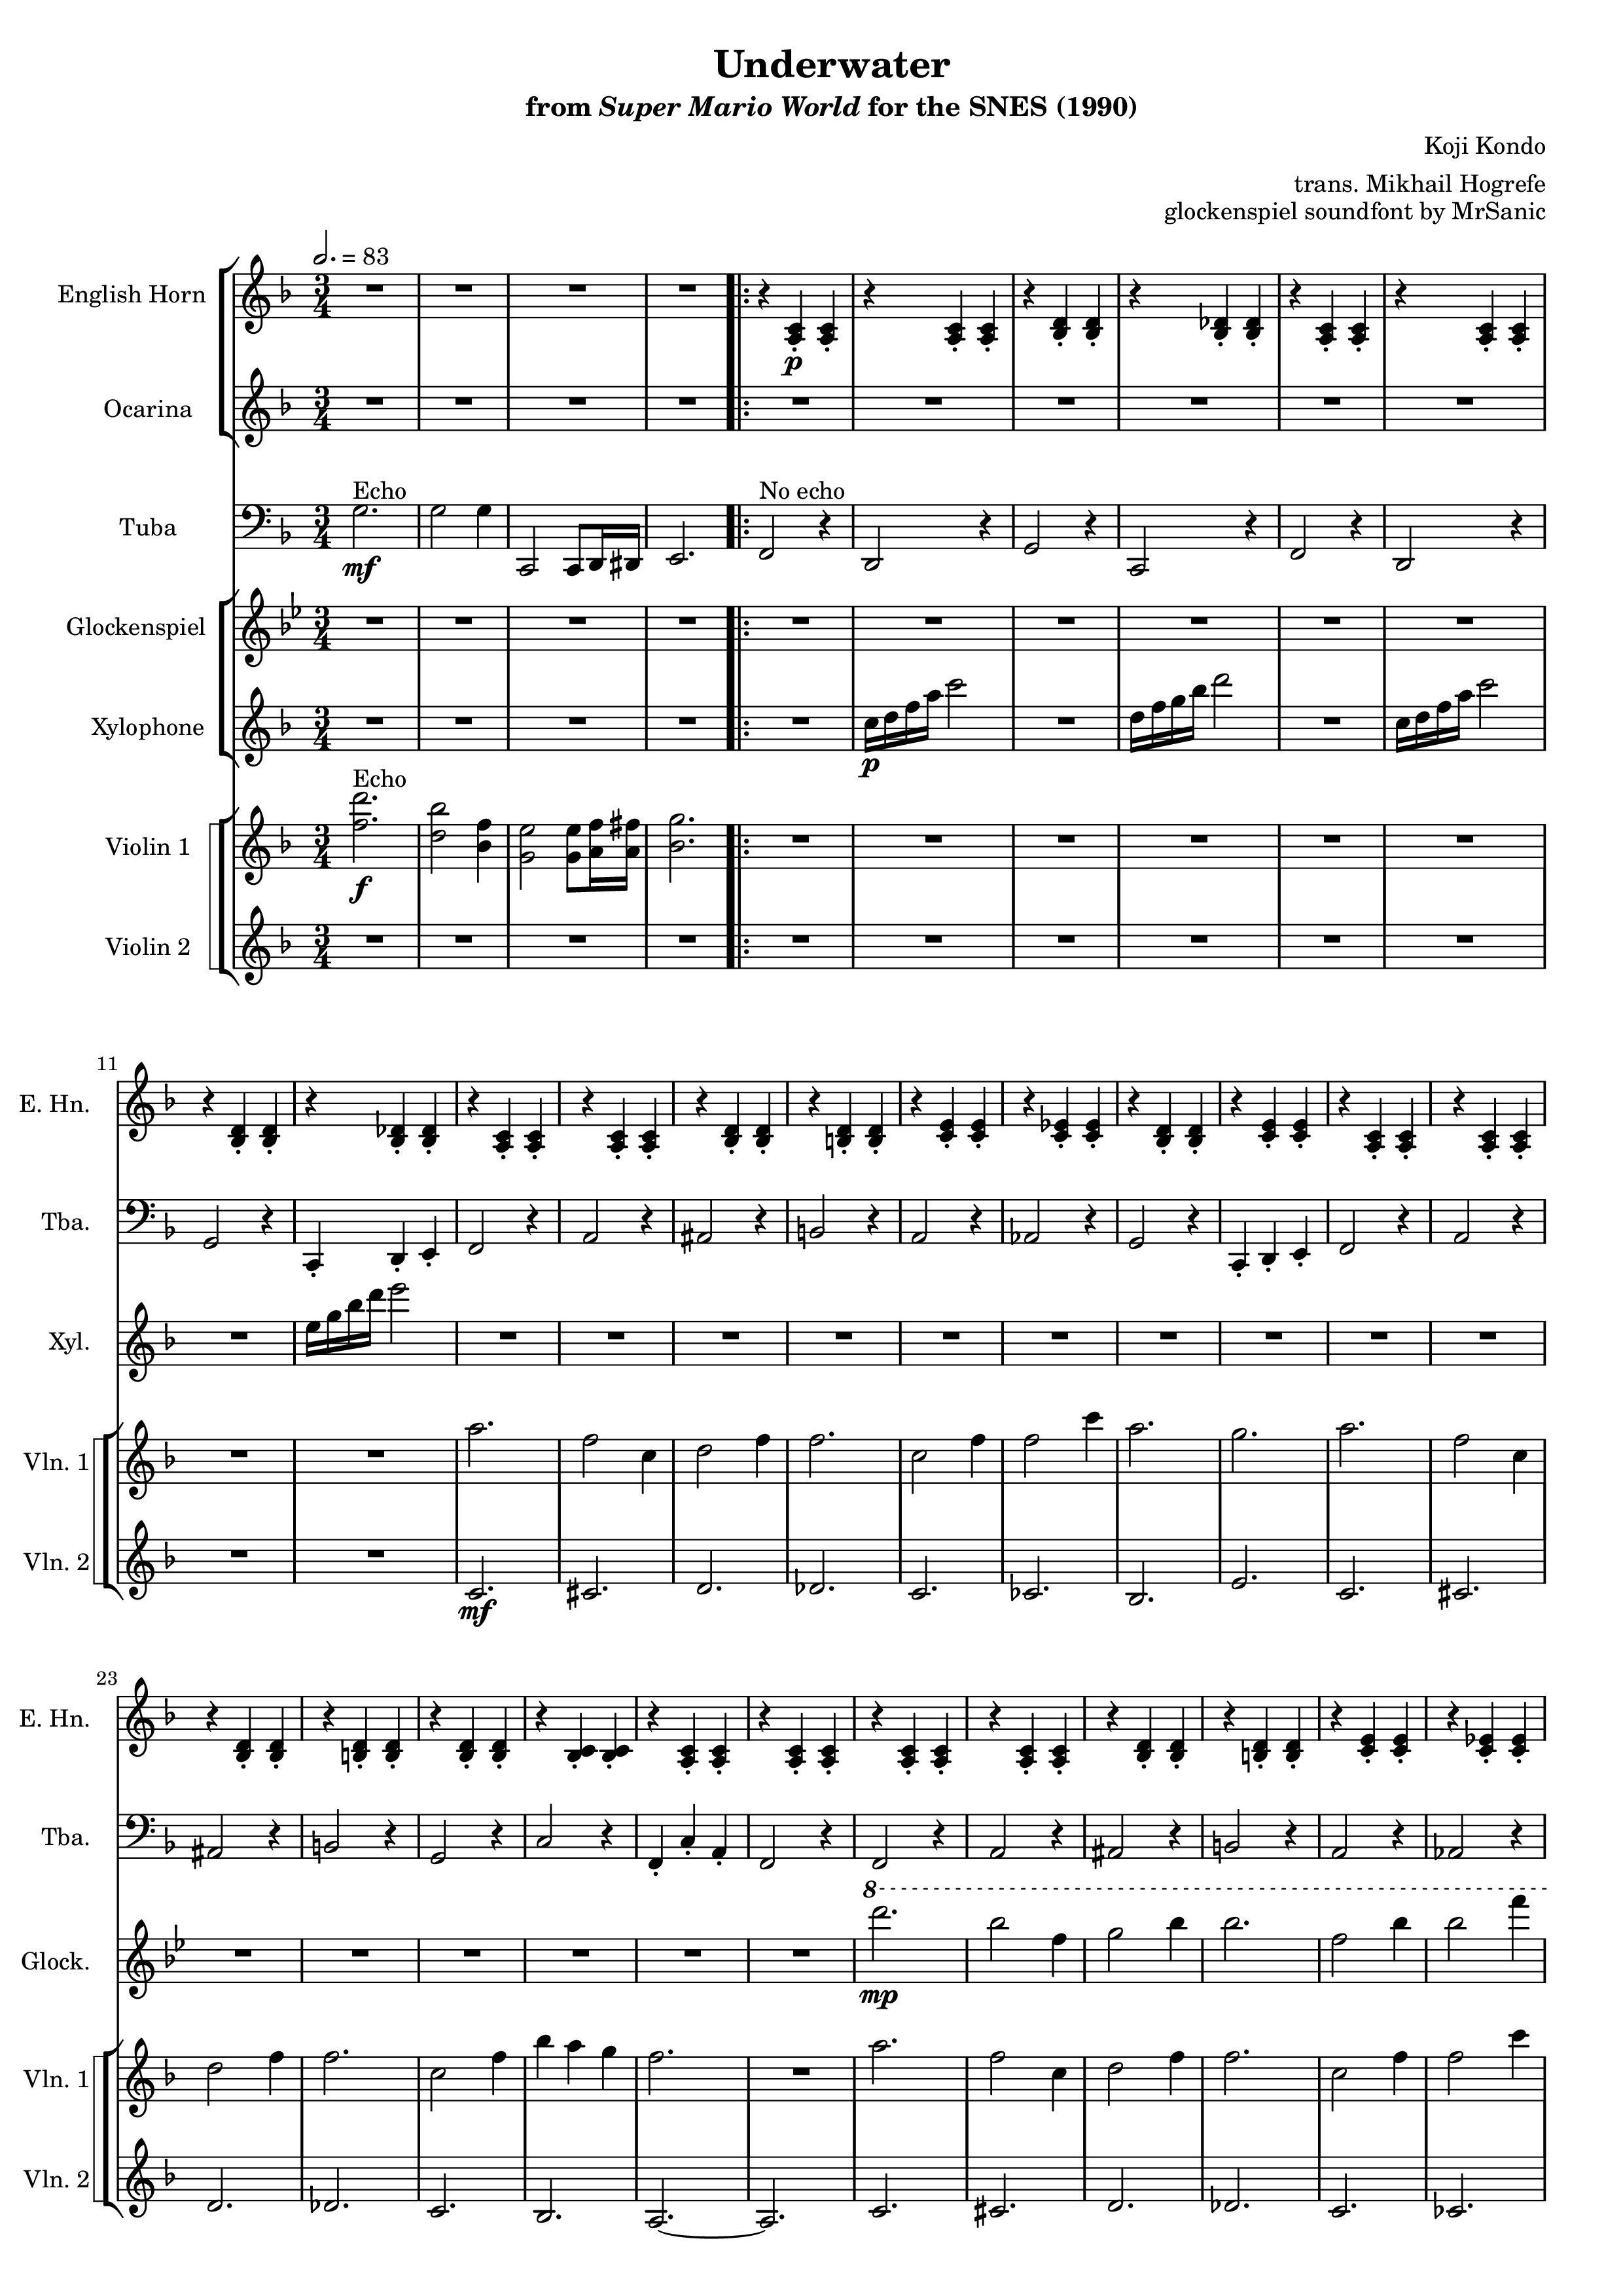 Underwater
from Super Mario World for the SNES (1990)
Koji Kondo
trans. Mikhail Hogrefe
glockenspiel soundfont by MrSanic
= 83
English Horn
p
Ocarina
Echo
No echo
Tuba
mf
Glockenspiel
Xylophone
p
Echo
Violin 1
f
Violin 2
11
E. Hn.
Tba.
Xyl.
Vln. 1
Vln. 2
mf
23
E. Hn.
Tba.
8
Glock.
mp
Vln. 1
Vln. 2